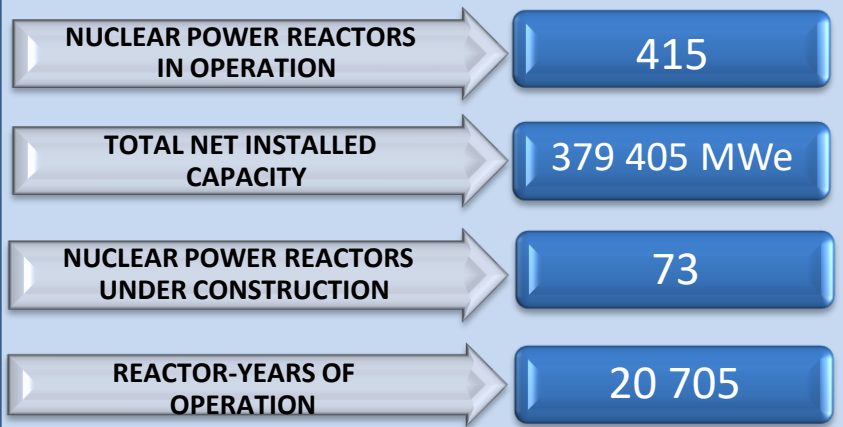 NUCLEAR POWER REACTORS
IN OPERATION
415
TOTAL NET INSTALLED
CAPACITY
379 405 MWe
NUCLEAR POWER REACTORS
UNDER CONSTRUCTION
73
REACTOR-YEARS OF
OPERATION
20 705